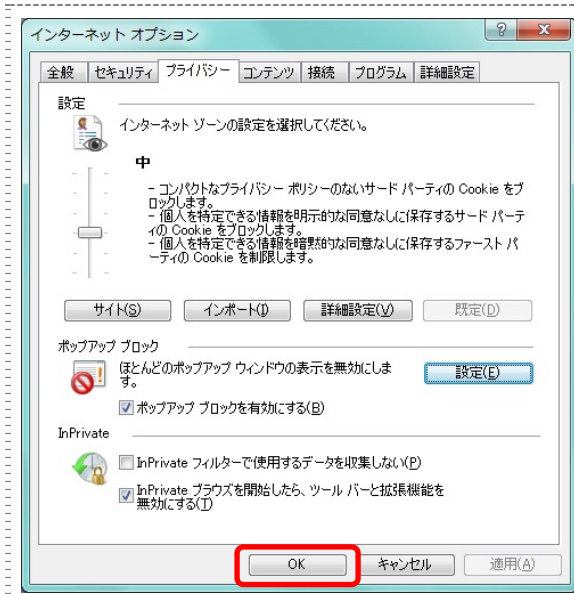 インターネット オプション
全般 セキュリティ プライバシー コンテンツ 接続 プログラム 詳細設定
設定
インターネット ゾーンの設定を選択してください。
中
- コンパクトなプライバシー ポリシーのないサード パーティの Cookie をブ
ロックします。
- 個人を特定できる情報を明示的な同意なしに保存するサード パーテ
ィの Cookie をブロックします。
- 個人を特定できる情報を暗黙的な同意なしに保存するファースト パ
ーティの Cookie を制限します。
サイト(S) インポート(I) 詳細設定(V) 既定(D)
ポップアップ ブロック
ほとんどのポップアップ ウィンドウの表示を無効にしま
す。
設定(E)
ポップアップ ブロックを有効にする(B)
InPrivate
InPrivate フィルターで使用するデータを収集しない(P)
InPrivate ブラウズを開始したら、ツール バーと拡張機能を
無効にする(T)
OK キャンセル 適用(A)